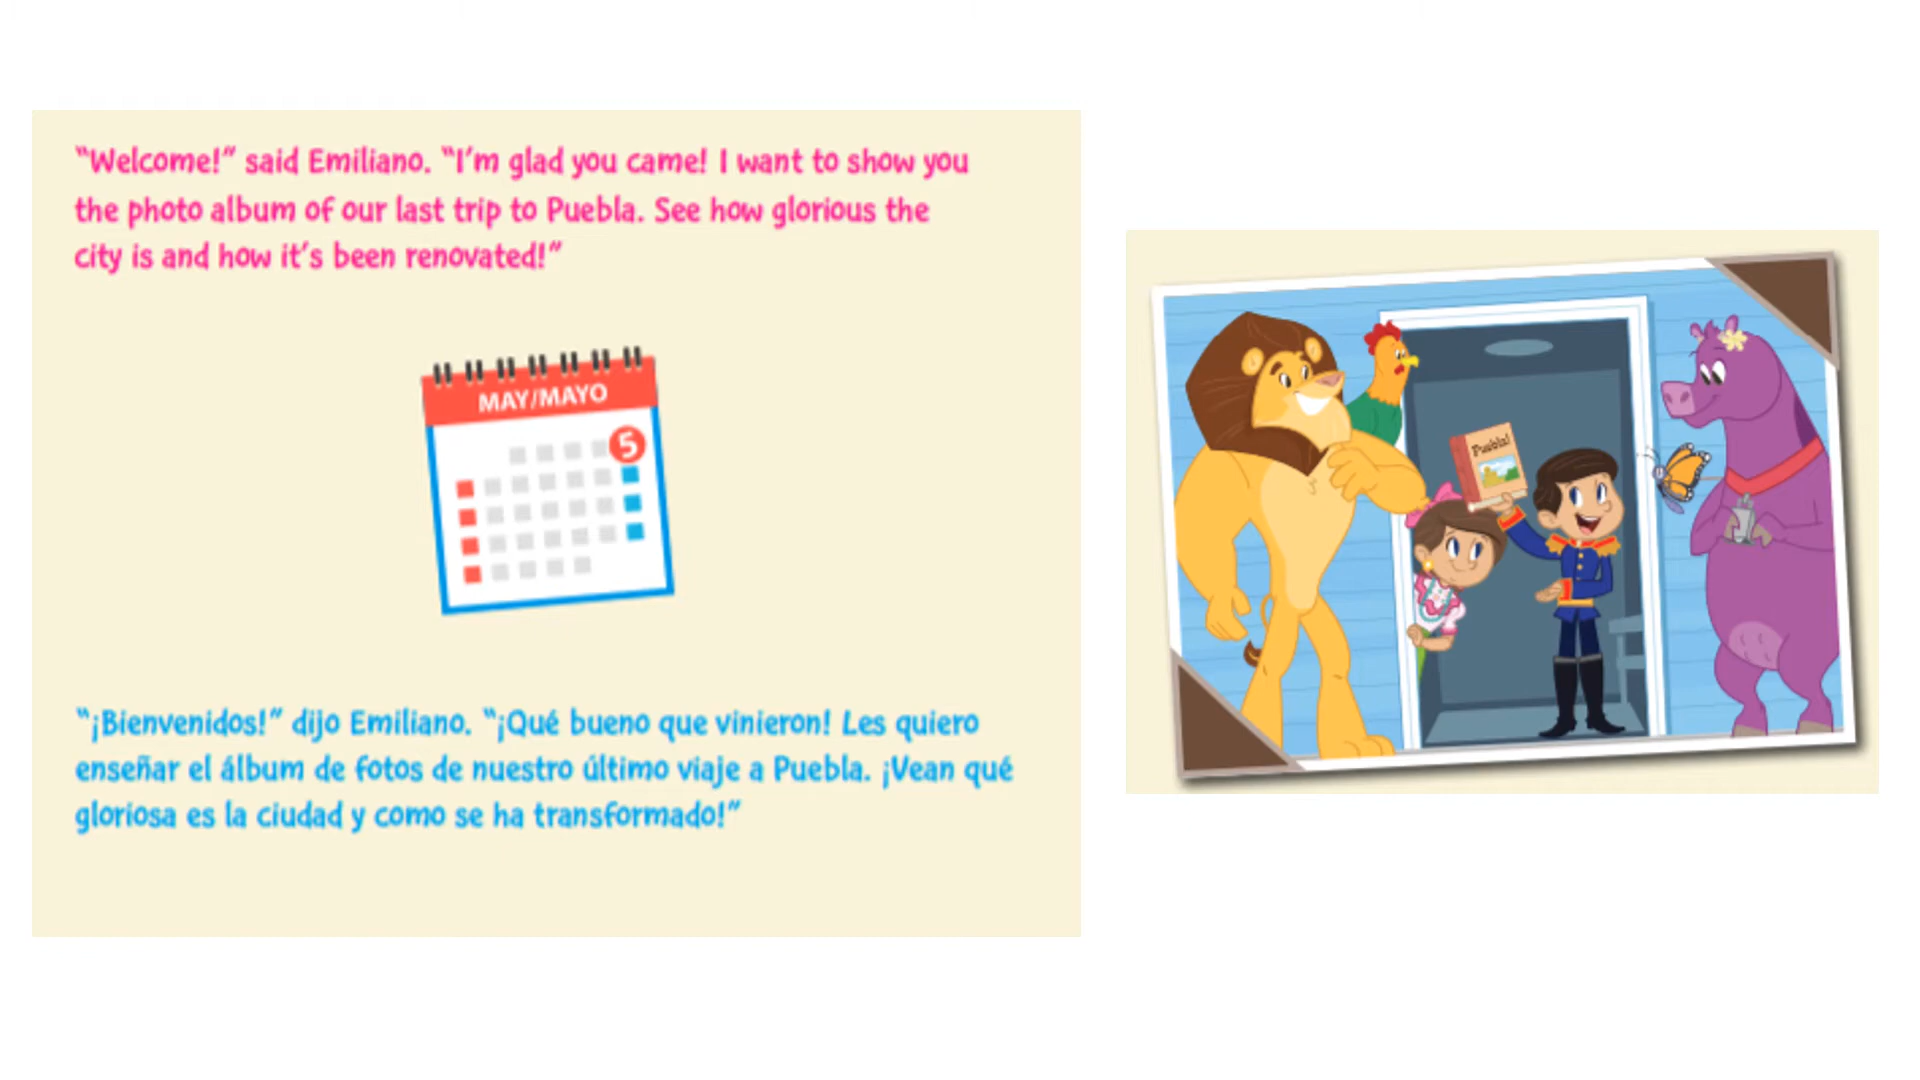 “Welcome!” said Emiliano. “I’m glad you came! I want to show you
the photo album of our last trip to Puebla. See how glorious the
city is and how it’s been renovated!”
MAY/MAYO
5
“¡Bienvenidos!” dijo Emiliano. “¡Qué bueno que vinieron! Les quiero
enseñar el álbum de fotos de nuestro último viaje a Puebla. ¡Vean qué
gloriosa es la ciudad y como se ha transformado!”
Puebla!